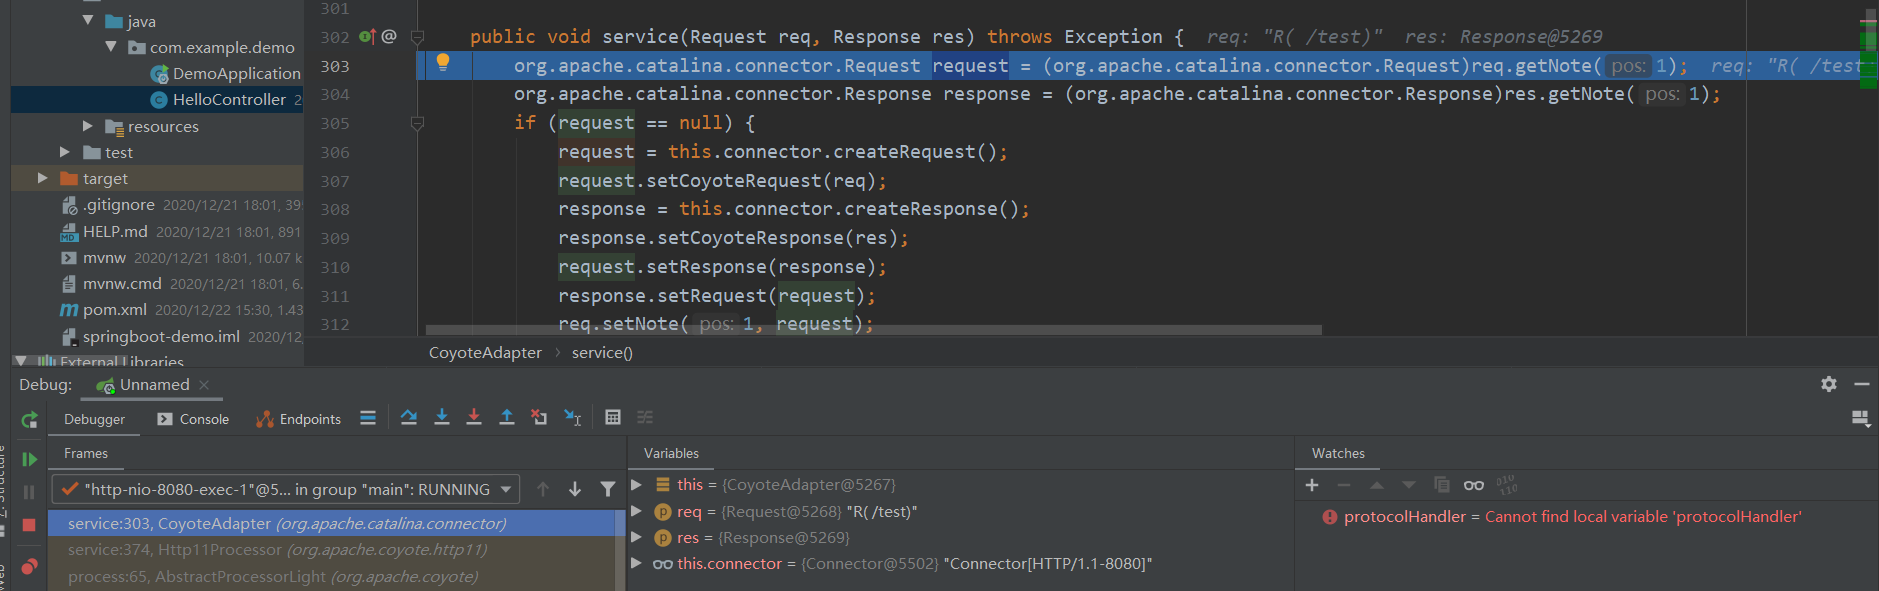 java
com.example.demo
DemoApplication
HelloController 20
resources
test
target
.gitignore 2020/12/21 18:01, 39
HELP.md 2020/12/21 18:01, 891
mvnw 2020/12/21 18:01, 10.07 k
mvnw.cmd 2020/12/21 18:01, 6.
pom.xml 2020/12/22 15:30, 1.43
springboot-demo.iml 2020/12/
External Libraries
301
302 @ public void service(Request req, Response res) throws Exception { req: "R( /test)" res: Response@5269
303 org.apache.catalina.connector.Request request = (org.apache.catalina.connector.Request)req.getNote( pos: 1); req: "R( /test
304 org.apache.catalina.connector.Response response = (org.apache.catalina.connector.Response)res.getNote( pos: 1);
305 if (request == null) {
306 request = this.connector.createRequest();
307 request.setCoyoteRequest(req);
308 response = this.connector.createResponse();
309 response.setCoyoteResponse(res);
310 request.setResponse(response);
311 response.setRequest(request);
312 req.setNote( pos: 1, request);
CoyoteAdapter › service()
Debug: Unnamed ×
Debugger Console Endpoints
Frames
"http-nio-8080-exec-1"@5... in group "main": RUNNING
service:303, CoyoteAdapter (org.apache.catalina.connector)
service:374, Http11Processor (org.apache.coyote.http11)
process:65, AbstractProcessorLight (org.apache.coyote)
Variables
this = {CoyoteAdapter@5267}
req = {Request@5268} "R( /test)"
res = {Response@5269}
this.connector = {Connector@5502} "Connector[HTTP/1.1-8080]"
Watches
protocolHandler = Cannot find local variable 'protocolHandler'
Z: Structure
Web